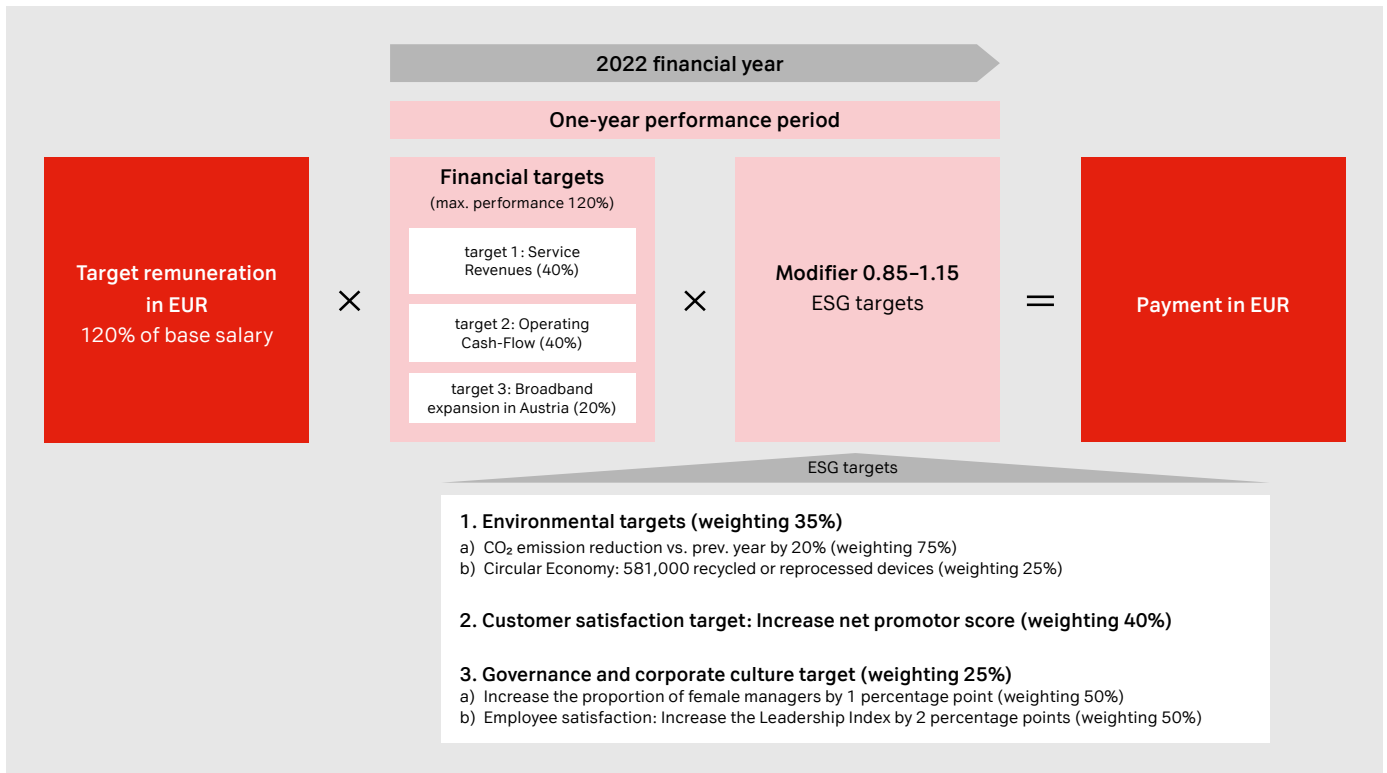 2022 financial year
One-year performance period
Target remuneration
in EUR
120% of base salary
×
Financial targets
(max. performance 120%)
target 1: Service
Revenues (40%)
target 2: Operating
Cash-Flow (40%)
target 3: Broadband
expansion in Austria (20%)
×
Modifier 0.85–1.15
ESG targets
=
Payment in EUR
ESG targets
1. Environmental targets (weighting 35%)
a) CO₂ emission reduction vs. prev. year by 20% (weighting 75%)
b) Circular Economy: 581,000 recycled or reprocessed devices (weighting 25%)
2. Customer satisfaction target: Increase net promotor score (weighting 40%)
3. Governance and corporate culture target (weighting 25%)
a) Increase the proportion of female managers by 1 percentage point (weighting 50%)
b) Employee satisfaction: Increase the Leadership Index by 2 percentage points (weighting 50%)